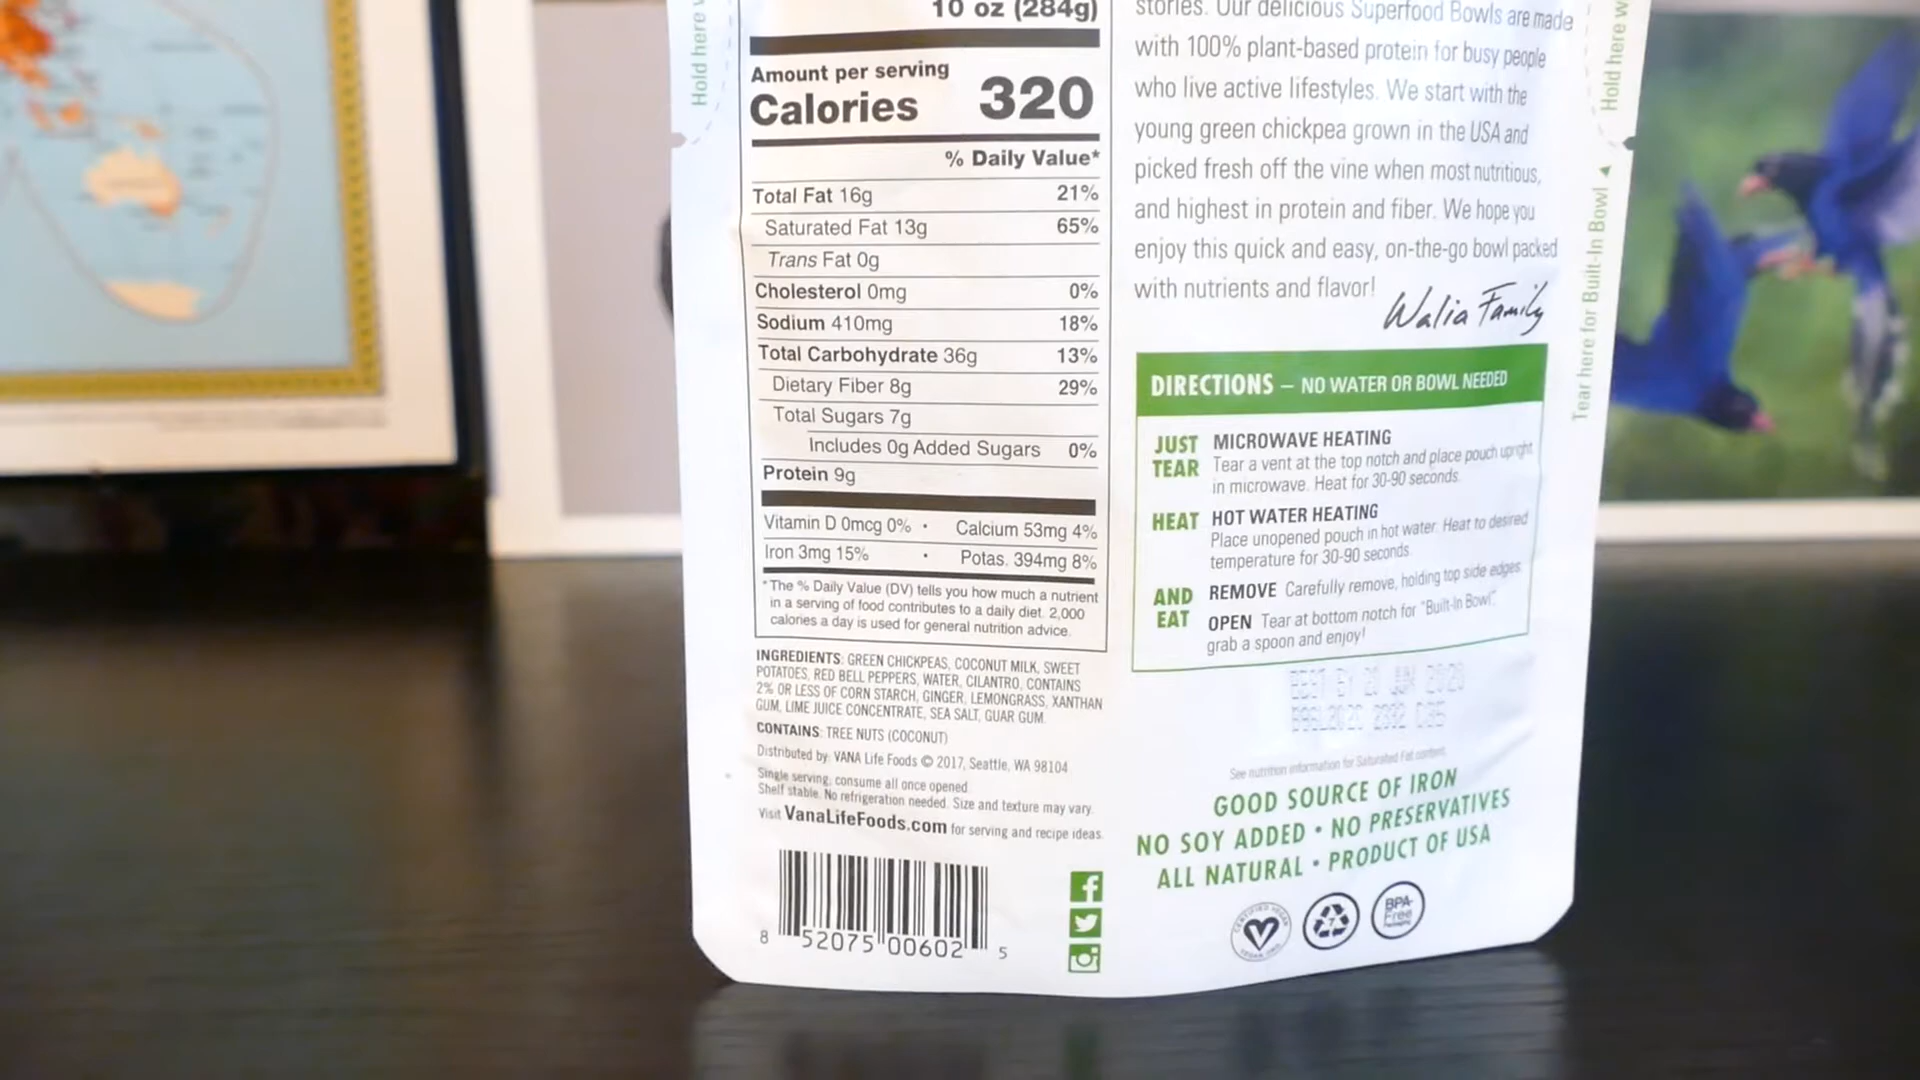 Hold here w
10 oz (284g)
Amount per serving
Calories 320
% Daily Value*
Total Fat 16g 21%
Saturated Fat 13g 65%
Trans Fat 0g
Cholesterol 0mg 0%
Sodium 410mg 18%
Total Carbohydrate 36g 13%
Dietary Fiber 8g 29%
Total Sugars 7g
Includes 0g Added Sugars 0%
Protein 9g
Vitamin D 0mcg 0% • Calcium 53mg 4%
Iron 3mg 15% • Potas. 394mg 8%
*The % Daily Value (DV) tells you how much a nutrient
in a serving of food contributes to a daily diet. 2,000
calories a day is used for general nutrition advice.
INGREDIENTS: GREEN CHICKPEAS, COCONUT MILK, SWEET
POTATOES, RED BELL PEPPERS, WATER, CILANTRO, CONTAINS
2% OR LESS OF CORN STARCH, GINGER, LEMONGRASS, XANTHAN
GUM, LIME JUICE CONCENTRATE, SEA SALT, GUAR GUM.
CONTAINS: TREE NUTS (COCONUT)
Distributed by: VANA Life Foods © 2017, Seattle, WA 98104
Single serving, consume all once opened.
Shelf stable. No refrigeration needed. Size and texture may vary.
Visit VanaLifeFoods.com for serving and recipe ideas.
8 52075 00602 5
stories. Our delicious Superfood Bowls are made
with 100% plant-based protein for busy people
who live active lifestyles. We start with the
young green chickpea grown in the USA and
picked fresh off the vine when most nutritious,
and highest in protein and fiber. We hope you
enjoy this quick and easy, on-the-go bowl packed
with nutrients and flavor!
Walia Family
DIRECTIONS – NO WATER OR BOWL NEEDED
JUST TEAR
MICROWAVE HEATING
Tear a vent at the top notch and place pouch upright
in microwave. Heat for 30-90 seconds.
HEAT
HOT WATER HEATING
Place unopened pouch in hot water. Heat to desired
temperature for 30-90 seconds.
AND EAT
REMOVE Carefully remove, holding top side edges
OPEN Tear at bottom notch for "Built-In Bowl",
grab a spoon and enjoy!
BEST BY 20 JUN 2020
See nutrition information for Saturated Fat content.
GOOD SOURCE OF IRON
NO SOY ADDED • NO PRESERVATIVES
ALL NATURAL • PRODUCT OF USA
7
BPA-
Free
Tear here for Built-In Bowl
Hold here w